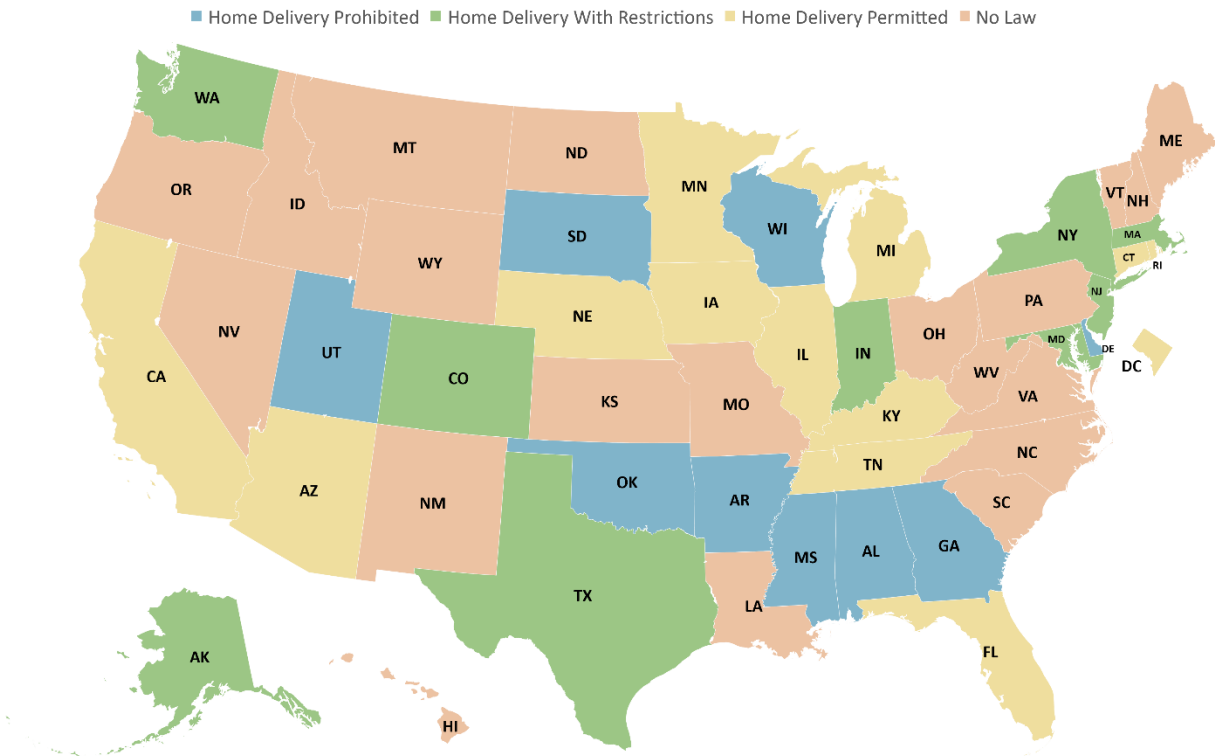 Home Delivery Prohibited Home Delivery With Restrictions Home Delivery Permitted No Law
WA
MT
ND
MN
ME
OR
ID
SD
WI
VT
NH
WY
MI
NY
MA
CT
RI
NV
UT
NE
IA
IL
IN
OH
PA
NJ
MD
DE
DC
CA
CO
KS
MO
WV
VA
KY
AZ
NM
OK
AR
TN
NC
SC
MS
AL
GA
TX
LA
FL
AK
HI